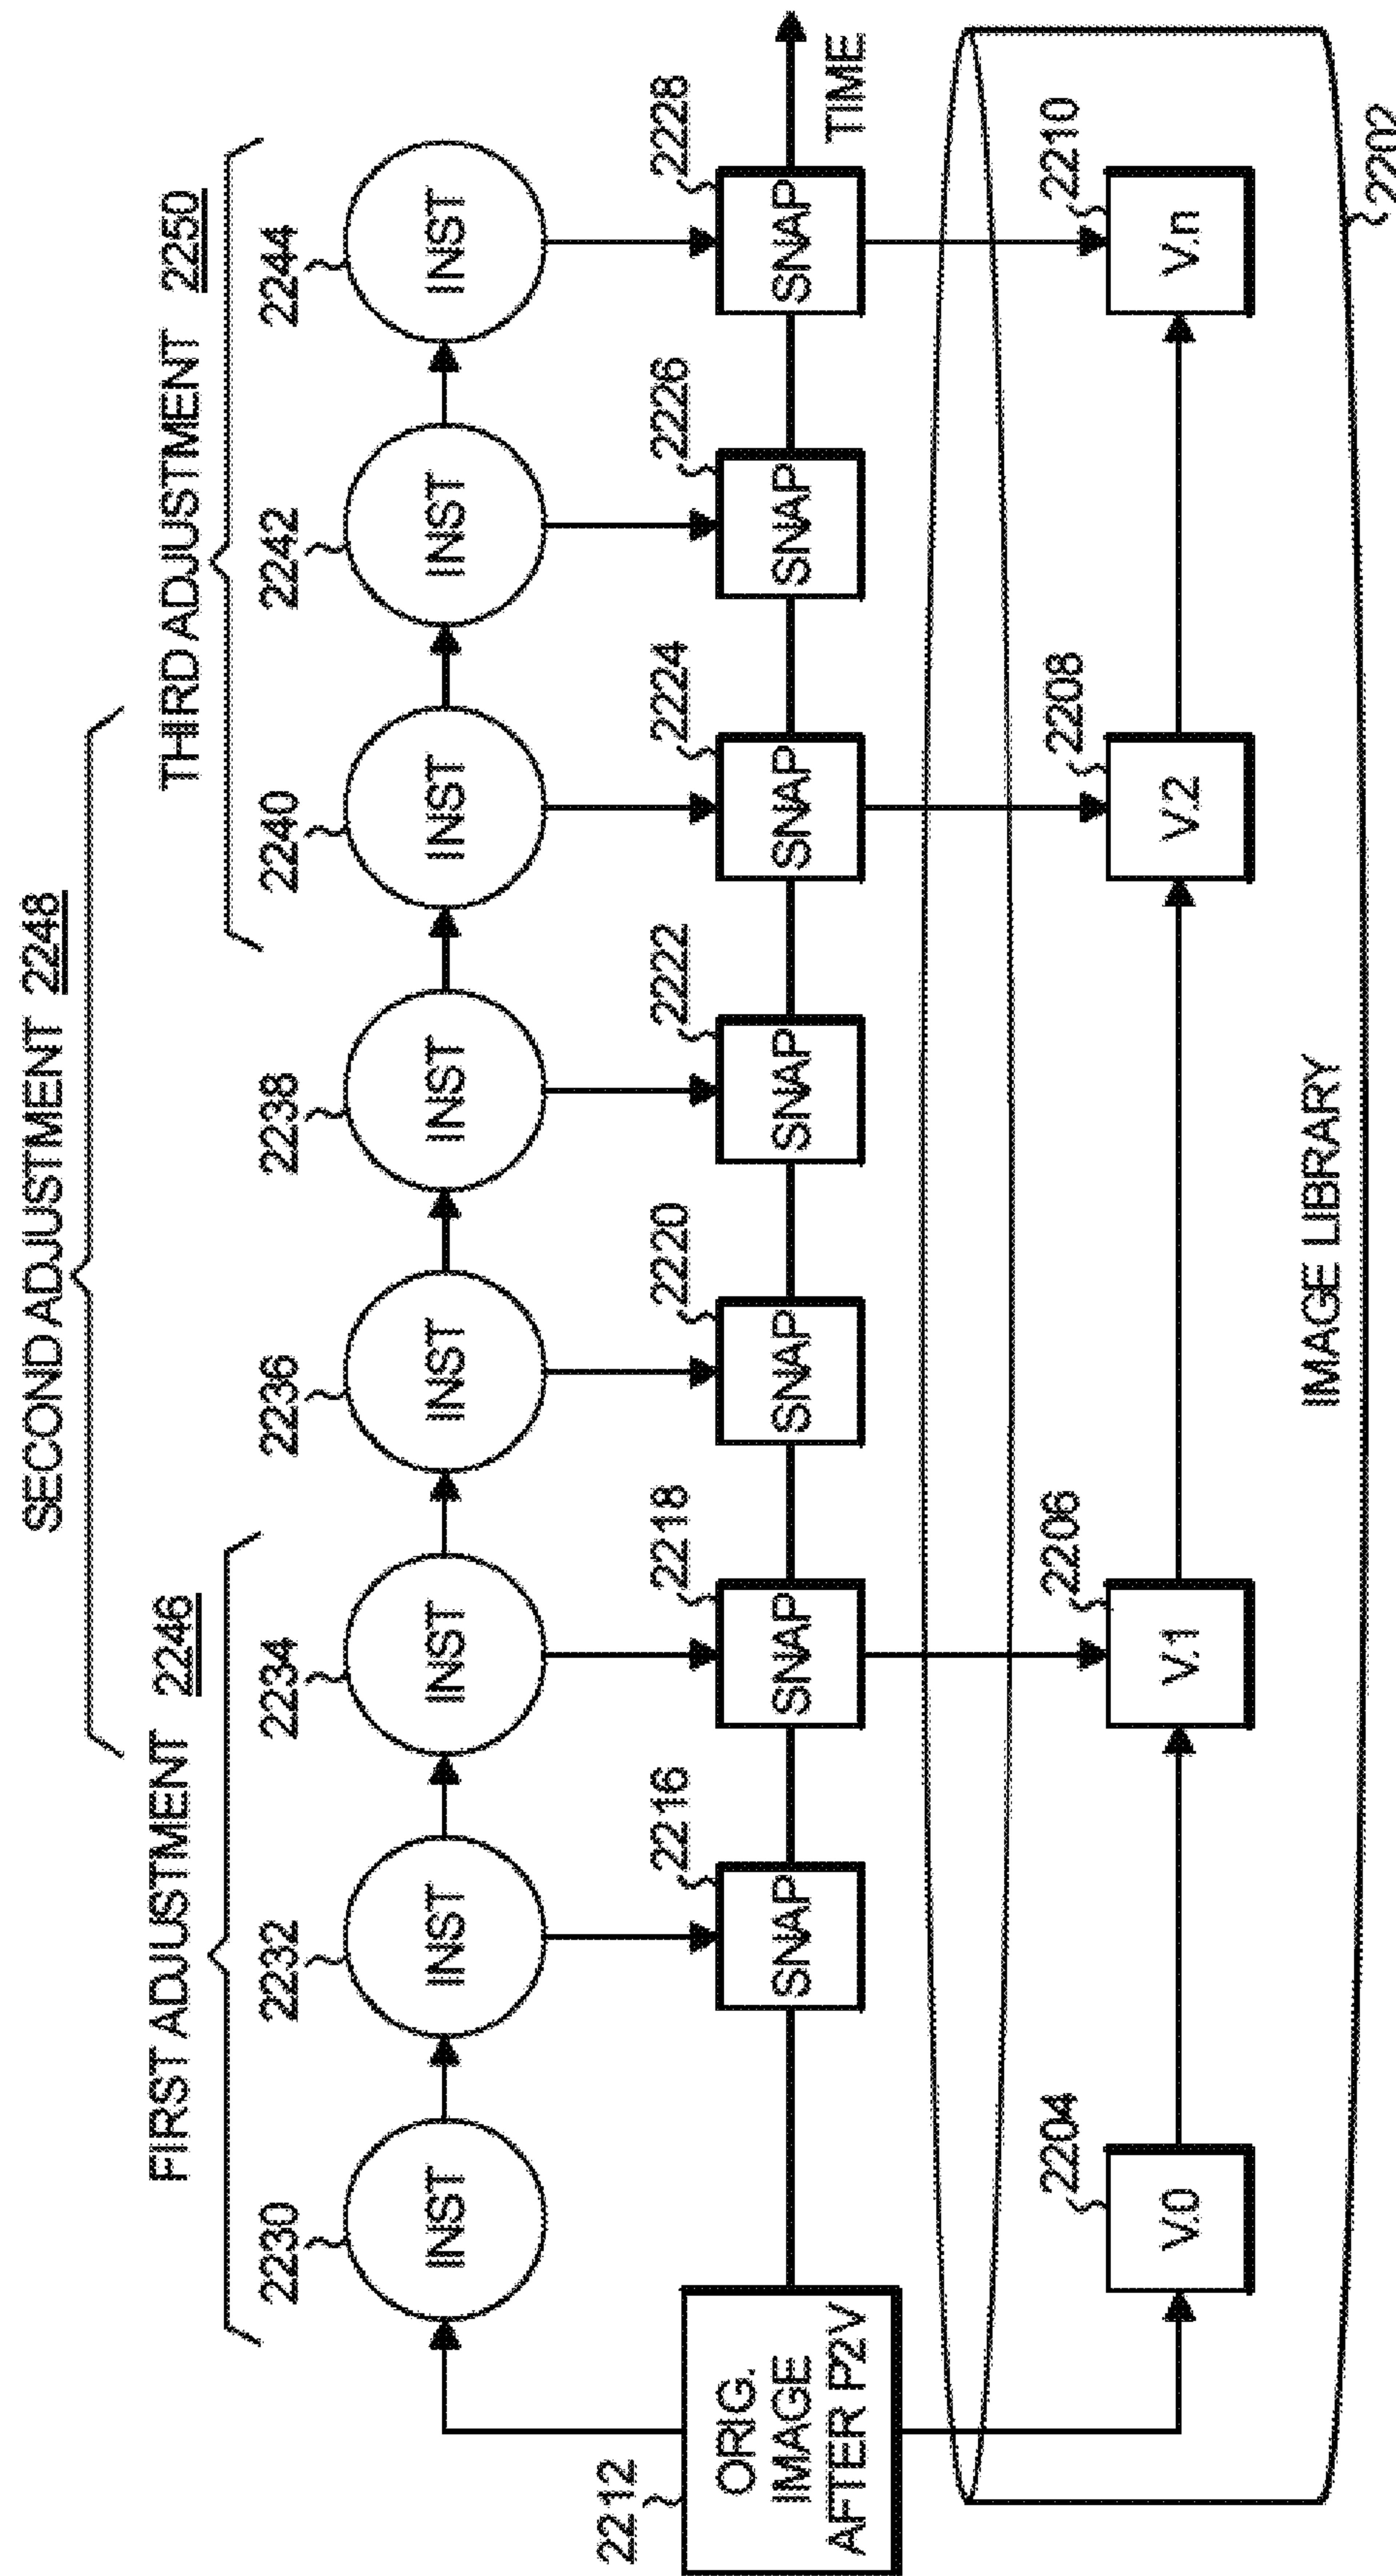 SECOND ADJUSTMENT 2248
FIRST ADJUSTMENT 2246
THIRD ADJUSTMENT 2250
2230
2232
2234
2236
2238
2240
2242
2244
INST
INST
INST
INST
INST
INST
INST
INST
2212
2216
2218
2220
2222
2224
2226
2228
ORIG.
IMAGE
AFTER P2V
SNAP
SNAP
SNAP
SNAP
SNAP
SNAP
SNAP
TIME
2204
2206
2208
2210
V.0
V.1
V.2
V.n
IMAGE LIBRARY
2202